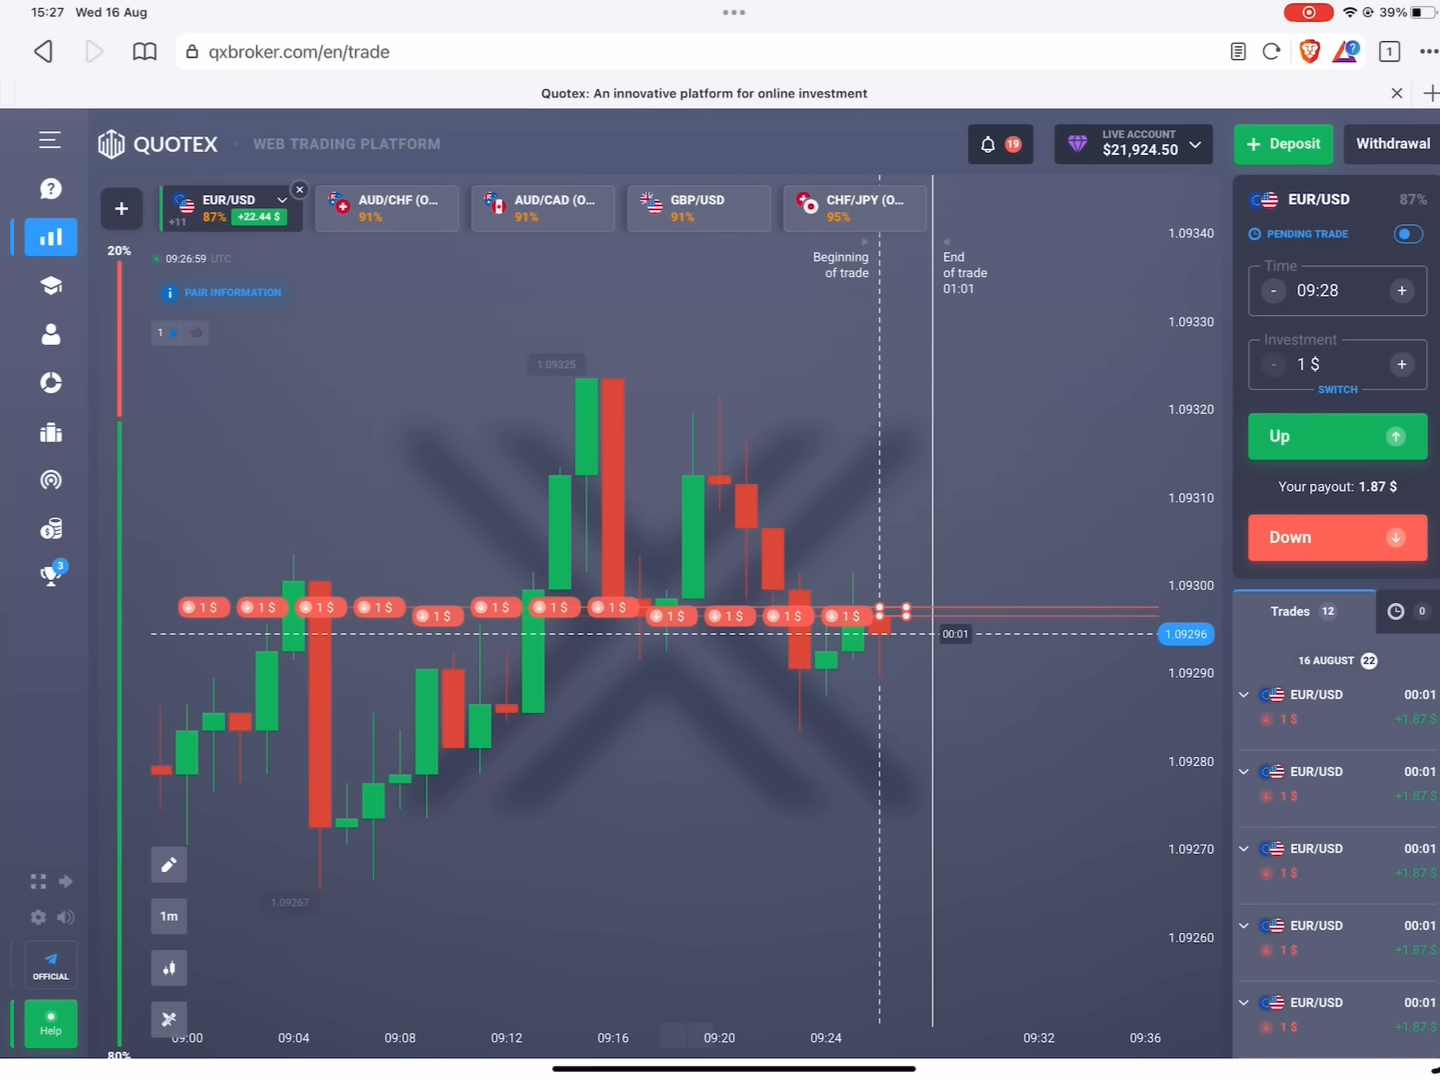 15:27 Wed 16 Aug
39%
qxbroker.com/en/trade
1
Quotex: An innovative platform for online investment
QUOTEX
WEB TRADING PLATFORM
19
LIVE ACCOUNT
$21,924.50
Deposit
Withdrawal
EUR/USD
+11 87% +22.44 $
AUD/CHF (O...
91%
AUD/CAD (O...
91%
GBP/USD
91%
CHF/JPY (O...
95%
EUR/USD 87%
PENDING TRADE
Time
- 09:28 +
Investment
- 1 $ +
SWITCH
Up
Your payout: 1.87 $
Down
Trades 12
0
16 AUGUST 22
EUR/USD 00:01
1 $ +1.87 $
EUR/USD 00:01
1 $ +1.87 $
EUR/USD 00:01
1 $ +1.87 $
EUR/USD 00:01
1 $ +1.87 $
EUR/USD 00:01
1 $ +1.87 $
20%
09:26:59 UTC
PAIR INFORMATION
1
Beginning
of trade
End
of trade
01:01
1.09340
1.09330
1.09325
1.09320
1.09310
1.09300
1 $ 1 $ 1 $ 1 $ 1 $ 1 $ 1 $ 1 $ 1 $ 1 $ 1 $ 1 $
00:01
1.09296
1.09290
1.09280
1.09270
1.09267
1.09260
1m
3
OFFICIAL
Help
80%
09:00 09:04 09:08 09:12 09:16 09:20 09:24 09:32 09:36